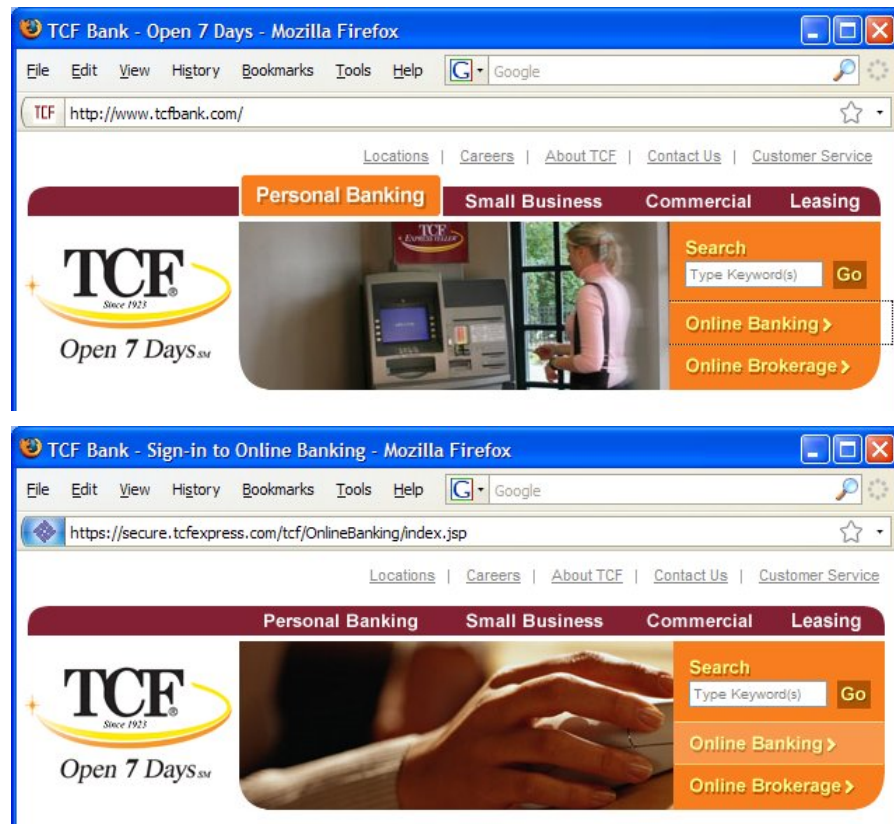 TCF Bank - Open 7 Days - Mozilla Firefox
File Edit View History Bookmarks Tools Help G Google
TCF http://www.tcfbank.com/
Locations | Careers | About TCF | Contact Us | Customer Service
Personal Banking Small Business Commercial Leasing
TCF
EXPRESS TELLER
Search
Type Keyword(s) Go
Online Banking >
Online Brokerage >
TCF®
Since 1923
Open 7 Days SM
TCF Bank - Sign-in to Online Banking - Mozilla Firefox
File Edit View History Bookmarks Tools Help G Google
https://secure.tcfexpress.com/tcf/OnlineBanking/index.jsp
Locations | Careers | About TCF | Contact Us | Customer Service
Personal Banking Small Business Commercial Leasing
Search
Type Keyword(s) Go
Online Banking >
Online Brokerage >
TCF®
Since 1923
Open 7 Days SM